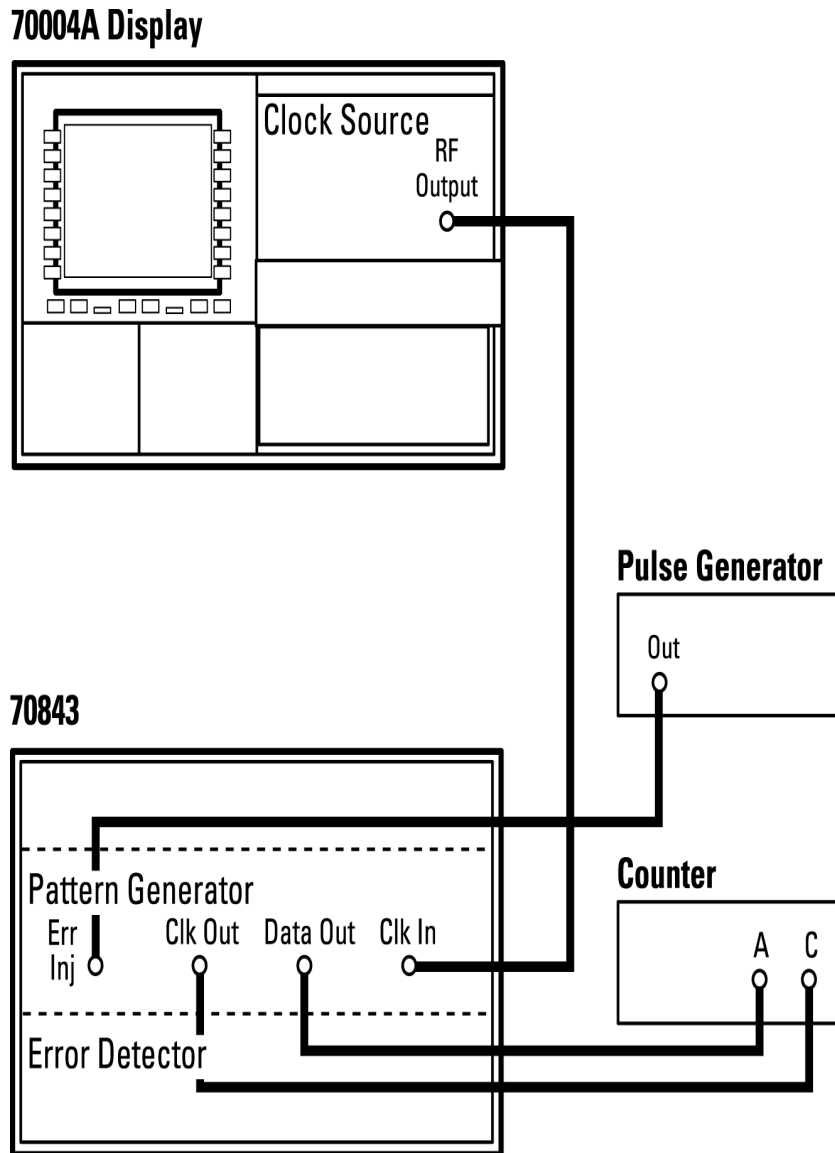 70004A Display
Clock Source
RF
Output
Pulse Generator
Out
70843
Pattern Generator
Err
Inj
Clk Out
Data Out
Clk In
Counter
A
C
Error Detector